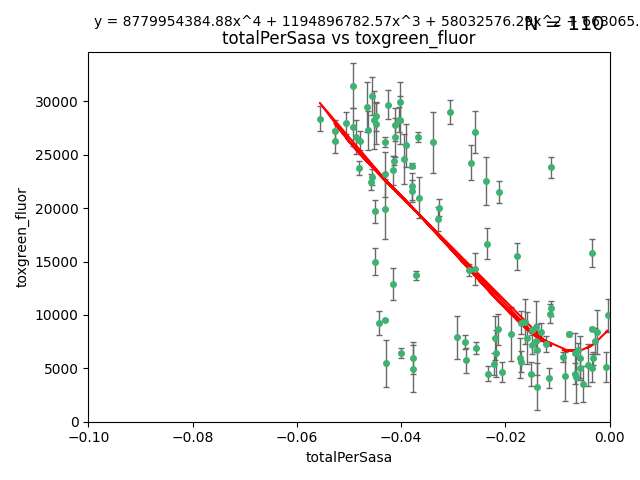 y = 8779954384.88x^4 + 1194896782.57x^3 + 58032576.29x^2 +
N = 110
totalPerSasa vs toxgreen_fluor
30000
25000
20000
15000
10000
5000
0
toxgreen_fluor
−0.10 −0.08 −0.06 −0.04 −0.02 0.00
totalPerSasa